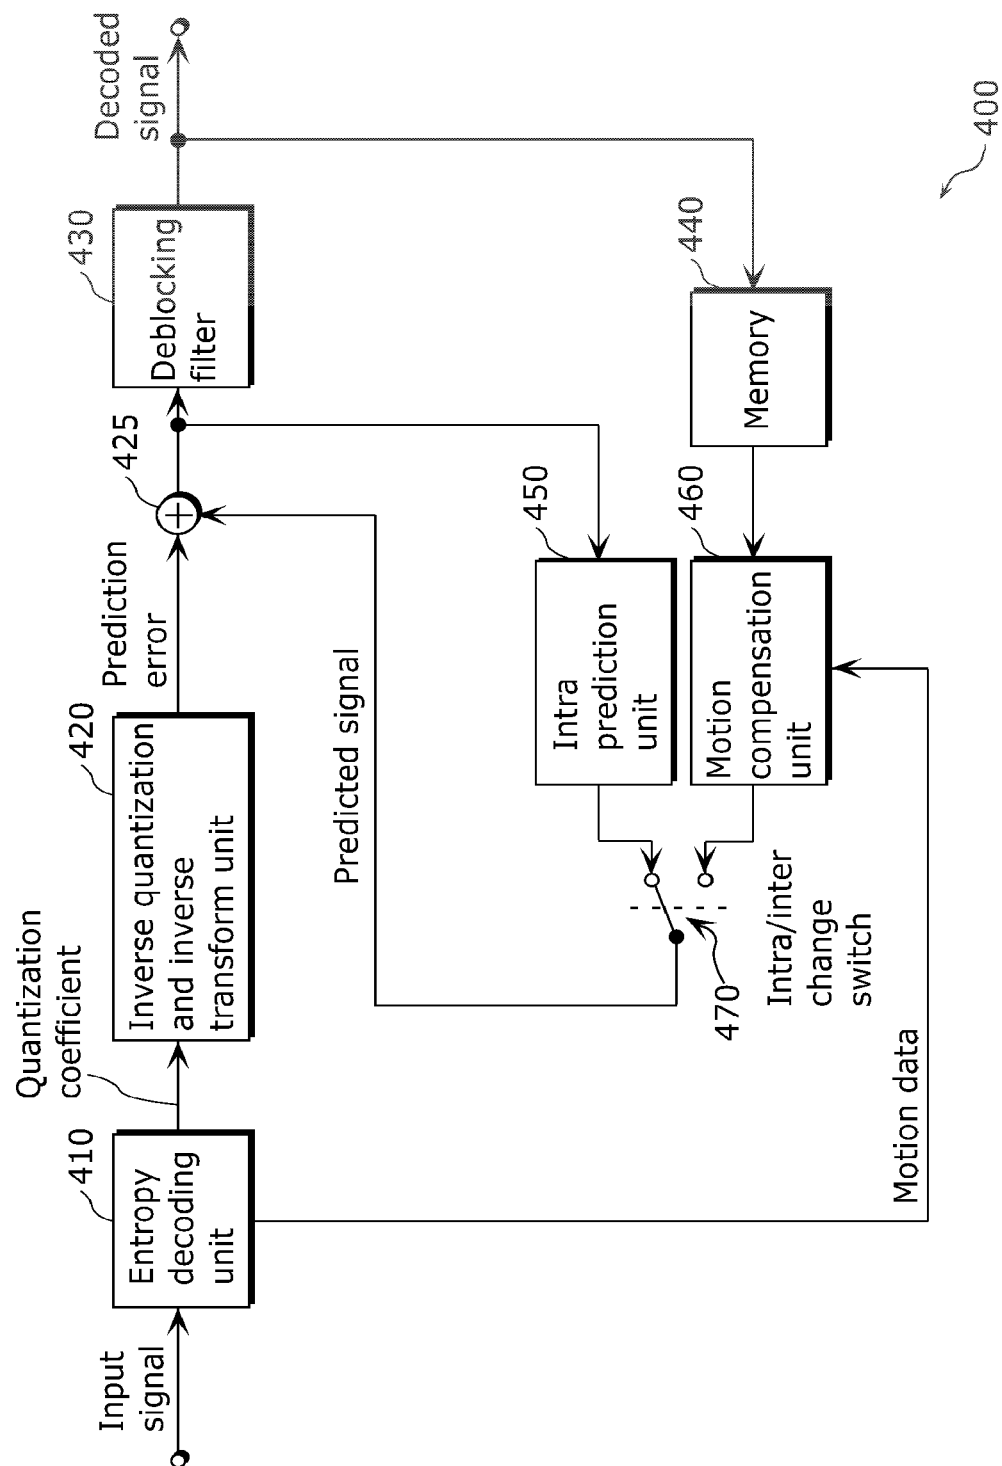 Input
signal
410
Entropy
decoding
unit
Quantization
coefficient
420
Inverse quantization
and inverse
transform unit
Prediction
error
425
430
Deblocking
filter
Decoded
signal
Predicted signal
450
Intra
prediction
unit
440
Memory
460
Motion
compensation
unit
470
Intra/inter
change
switch
Motion data
400